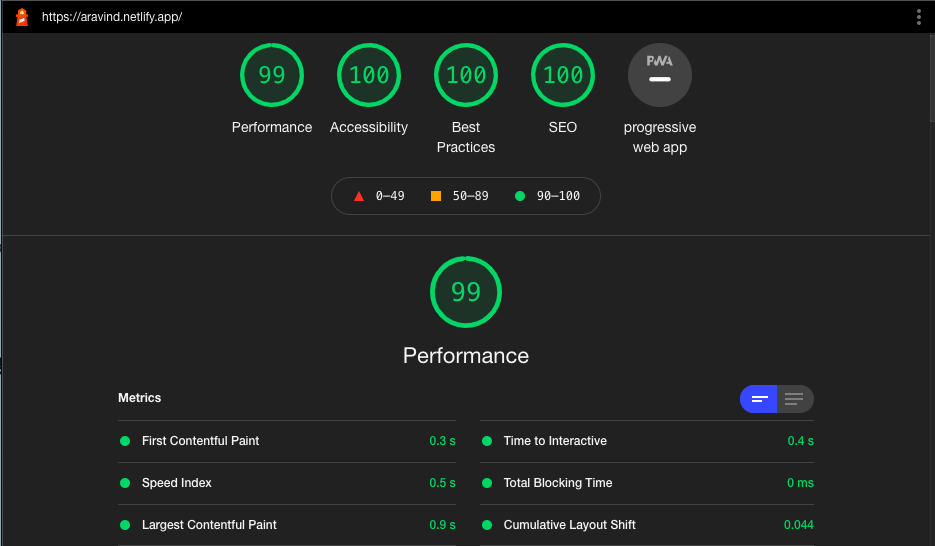 https://aravind.netlify.app/
99 100 100 100 PWA
Performance Accessibility Best Practices SEO progressive web app
0–49 50–89 90–100
99
Performance
Metrics
First Contentful Paint 0.3 s
Time to Interactive 0.4 s
Speed Index 0.5 s
Total Blocking Time 0 ms
Largest Contentful Paint 0.9 s
Cumulative Layout Shift 0.044